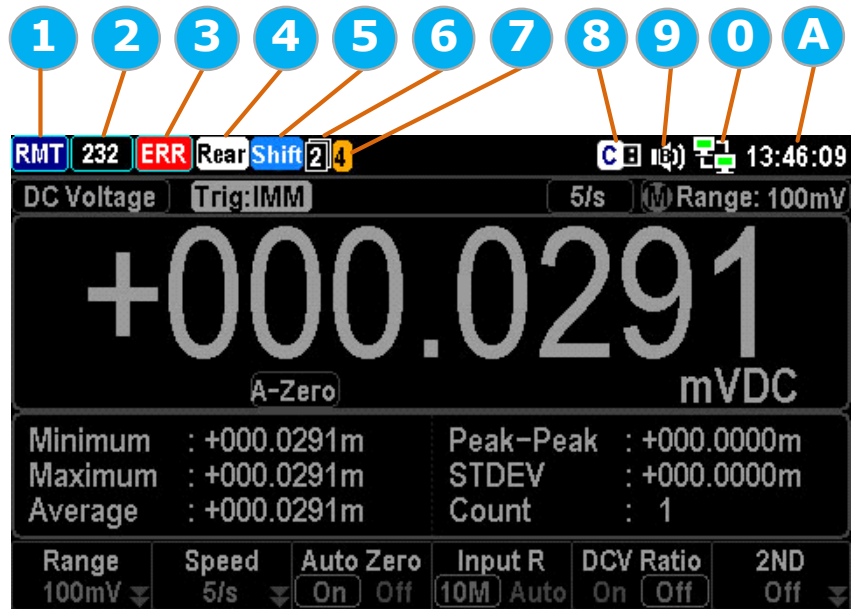 1 2 3 4 5 6 7 8 9 0 A
RMT 232 ERR Rear Shift 2 4 C 13:46:09
DC Voltage Trig:IMM 5/s M Range: 100mV
+000.0291
A-Zero mVDC
Minimum : +000.0291m Peak-Peak : +000.0000m
Maximum : +000.0291m STDEV : +000.0000m
Average : +000.0291m Count : 1
Range Speed Auto Zero Input R DCV Ratio 2ND
100mV 5/s On Off 10M Auto On Off Off